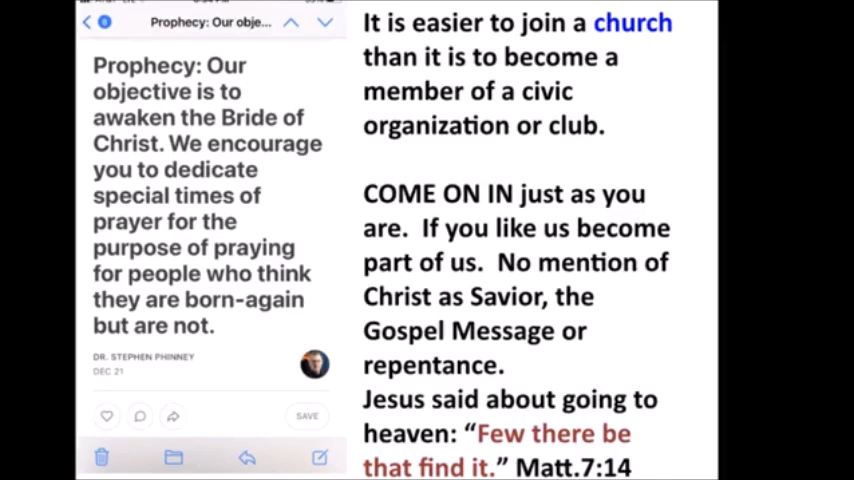 Prophecy: Our obje...
Prophecy: Our
objective is to
awaken the Bride of
Christ. We encourage
you to dedicate
special times of
prayer for the
purpose of praying
for people who think
they are born-again
but are not.
DR. STEPHEN PHINNEY
DEC 21
SAVE
It is easier to join a church
than it is to become a
member of a civic
organization or club.
COME ON IN just as you
are. If you like us become
part of us. No mention of
Christ as Savior, the
Gospel Message or
repentance.
Jesus said about going to
heaven: “Few there be
that find it.” Matt.7:14